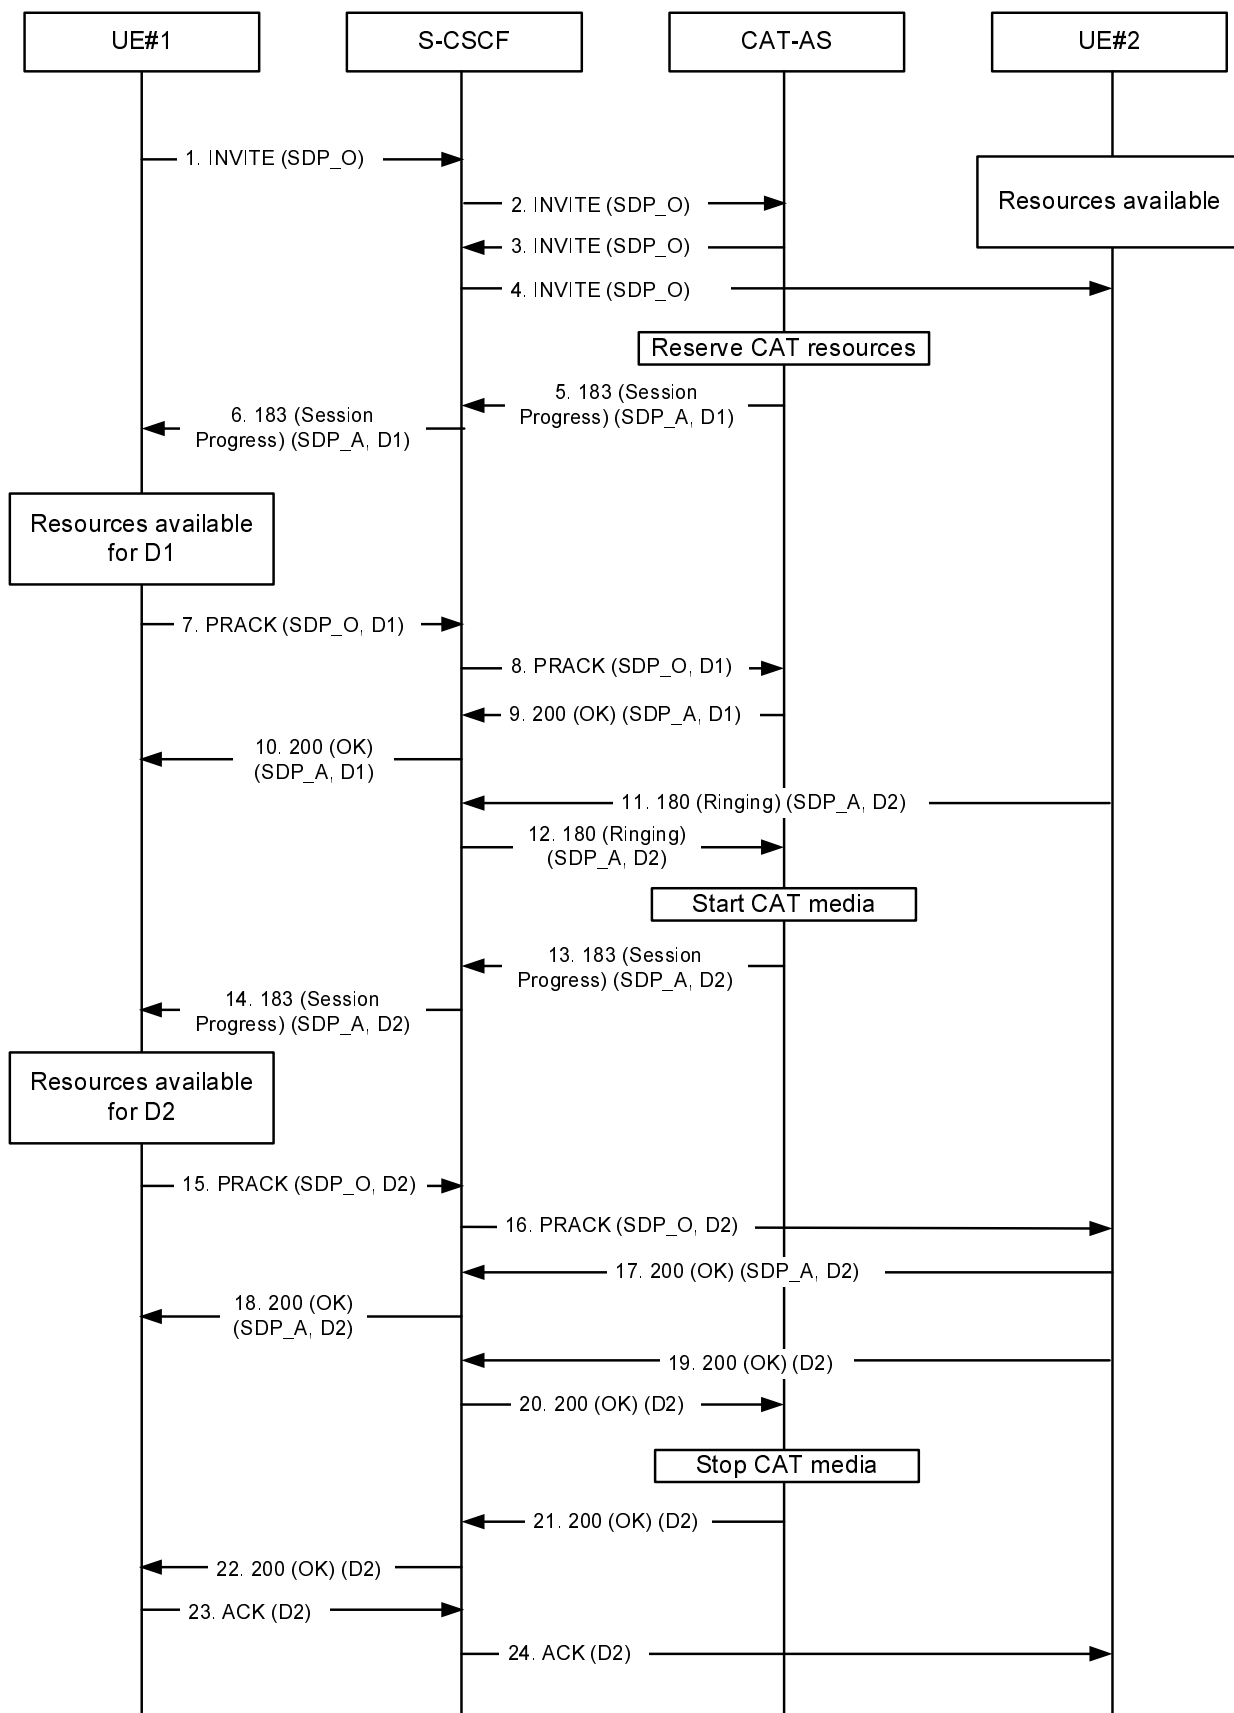 UE#1
S-CSCF
CAT-AS
UE#2
1. INVITE (SDP_O)
Resources available
2. INVITE (SDP_O)
3. INVITE (SDP_O)
4. INVITE (SDP_O)
Reserve CAT resources
5. 183 (Session
Progress) (SDP_A, D1)
6. 183 (Session
Progress) (SDP_A, D1)
Resources available
for D1
7. PRACK (SDP_O, D1)
8. PRACK (SDP_O, D1)
9. 200 (OK) (SDP_A, D1)
10. 200 (OK)
(SDP_A, D1)
11. 180 (Ringing) (SDP_A, D2)
12. 180 (Ringing)
(SDP_A, D2)
Start CAT media
13. 183 (Session
Progress) (SDP_A, D2)
14. 183 (Session
Progress) (SDP_A, D2)
Resources available
for D2
15. PRACK (SDP_O, D2)
16. PRACK (SDP_O, D2)
17. 200 (OK) (SDP_A, D2)
18. 200 (OK)
(SDP_A, D2)
19. 200 (OK) (D2)
20. 200 (OK) (D2)
Stop CAT media
21. 200 (OK) (D2)
22. 200 (OK) (D2)
23. ACK (D2)
24. ACK (D2)